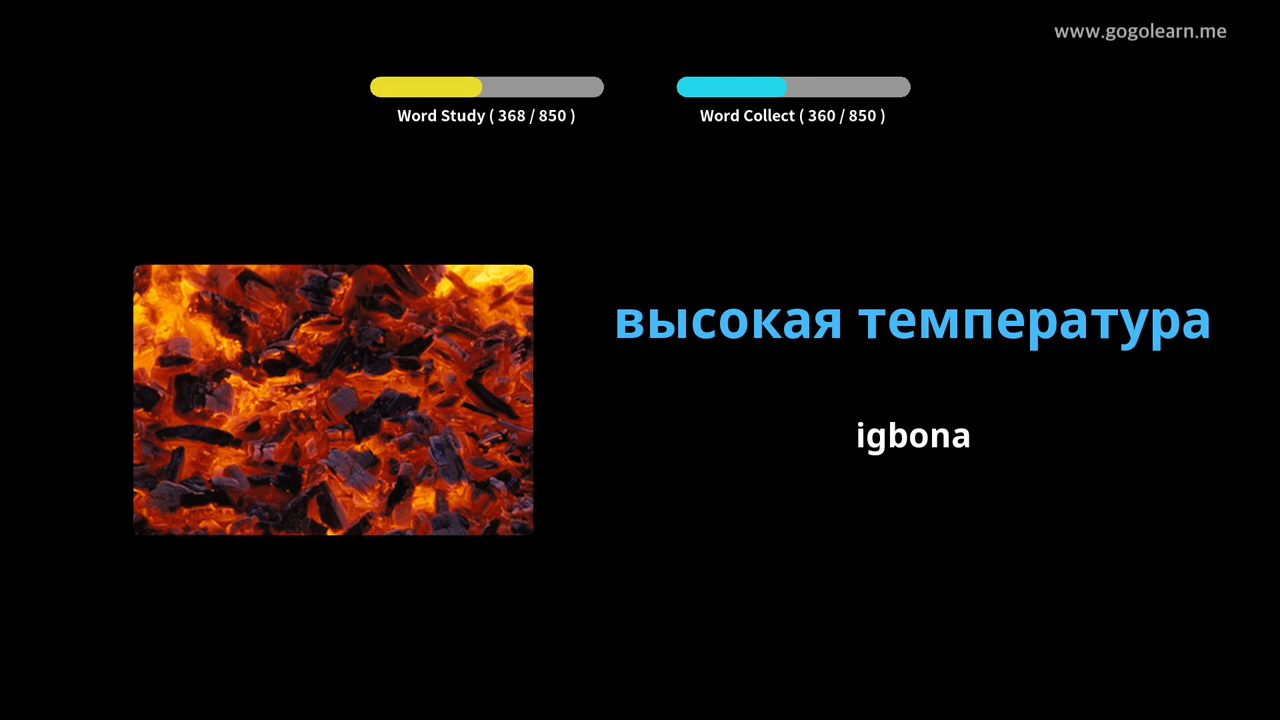 www.gogolearn.me
Word Study ( 368 / 850 )
Word Collect ( 360 / 850 )
высокая температура
igbona